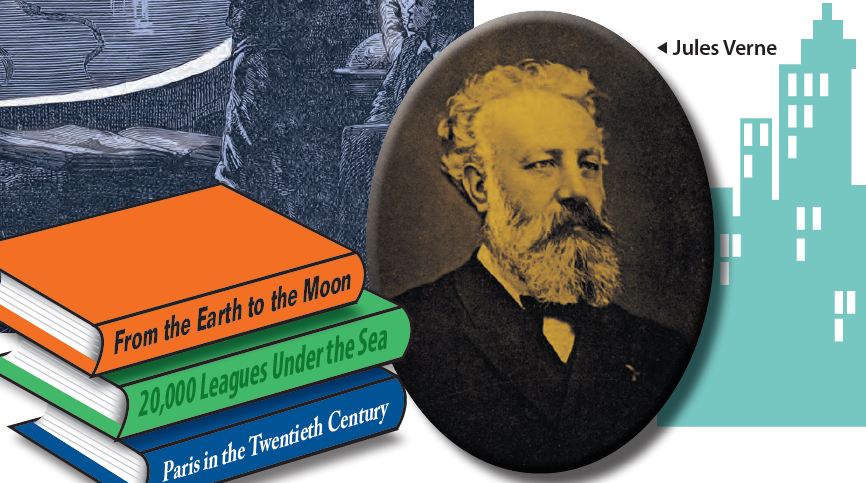 ◄ Jules Verne
From the Earth to the Moon
20,000 Leagues Under the Sea
Paris in the Twentieth Century